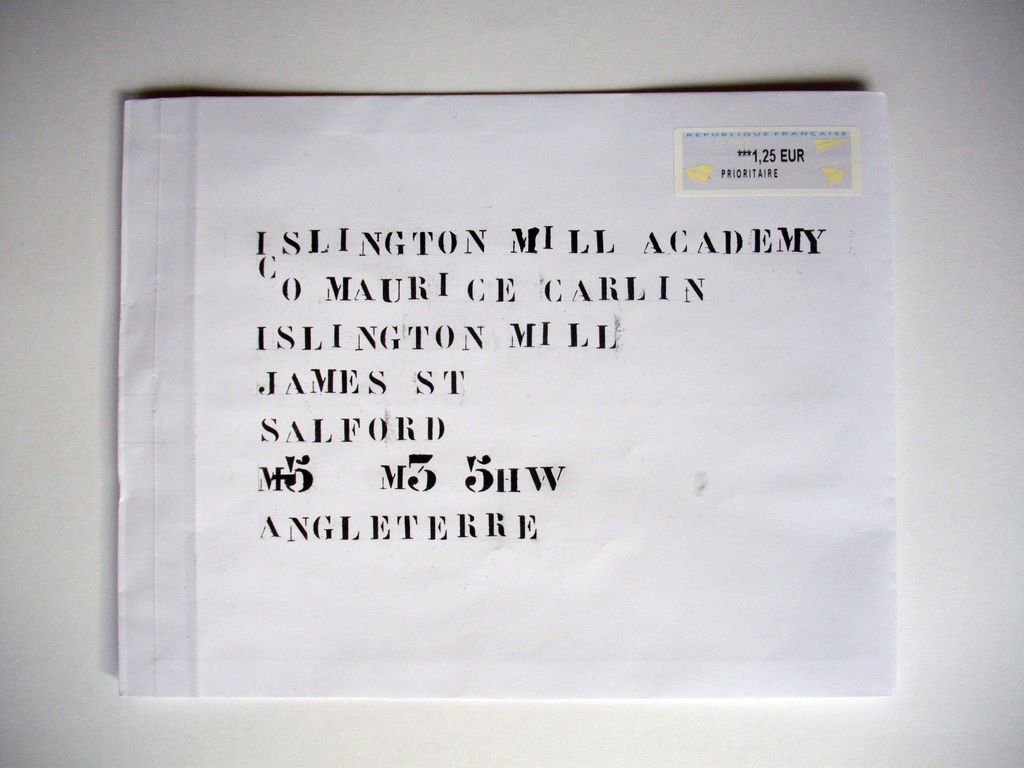 REPUBLIQUE FRANÇAISE
***1,25 EUR
PRIORITAIRE
ISLINGTON MILL ACADEMY
CO MAURICE CARLIN
ISLINGTON MILL
JAMES ST
SALFORD
M5 M3 5HW
ANGLETERRE